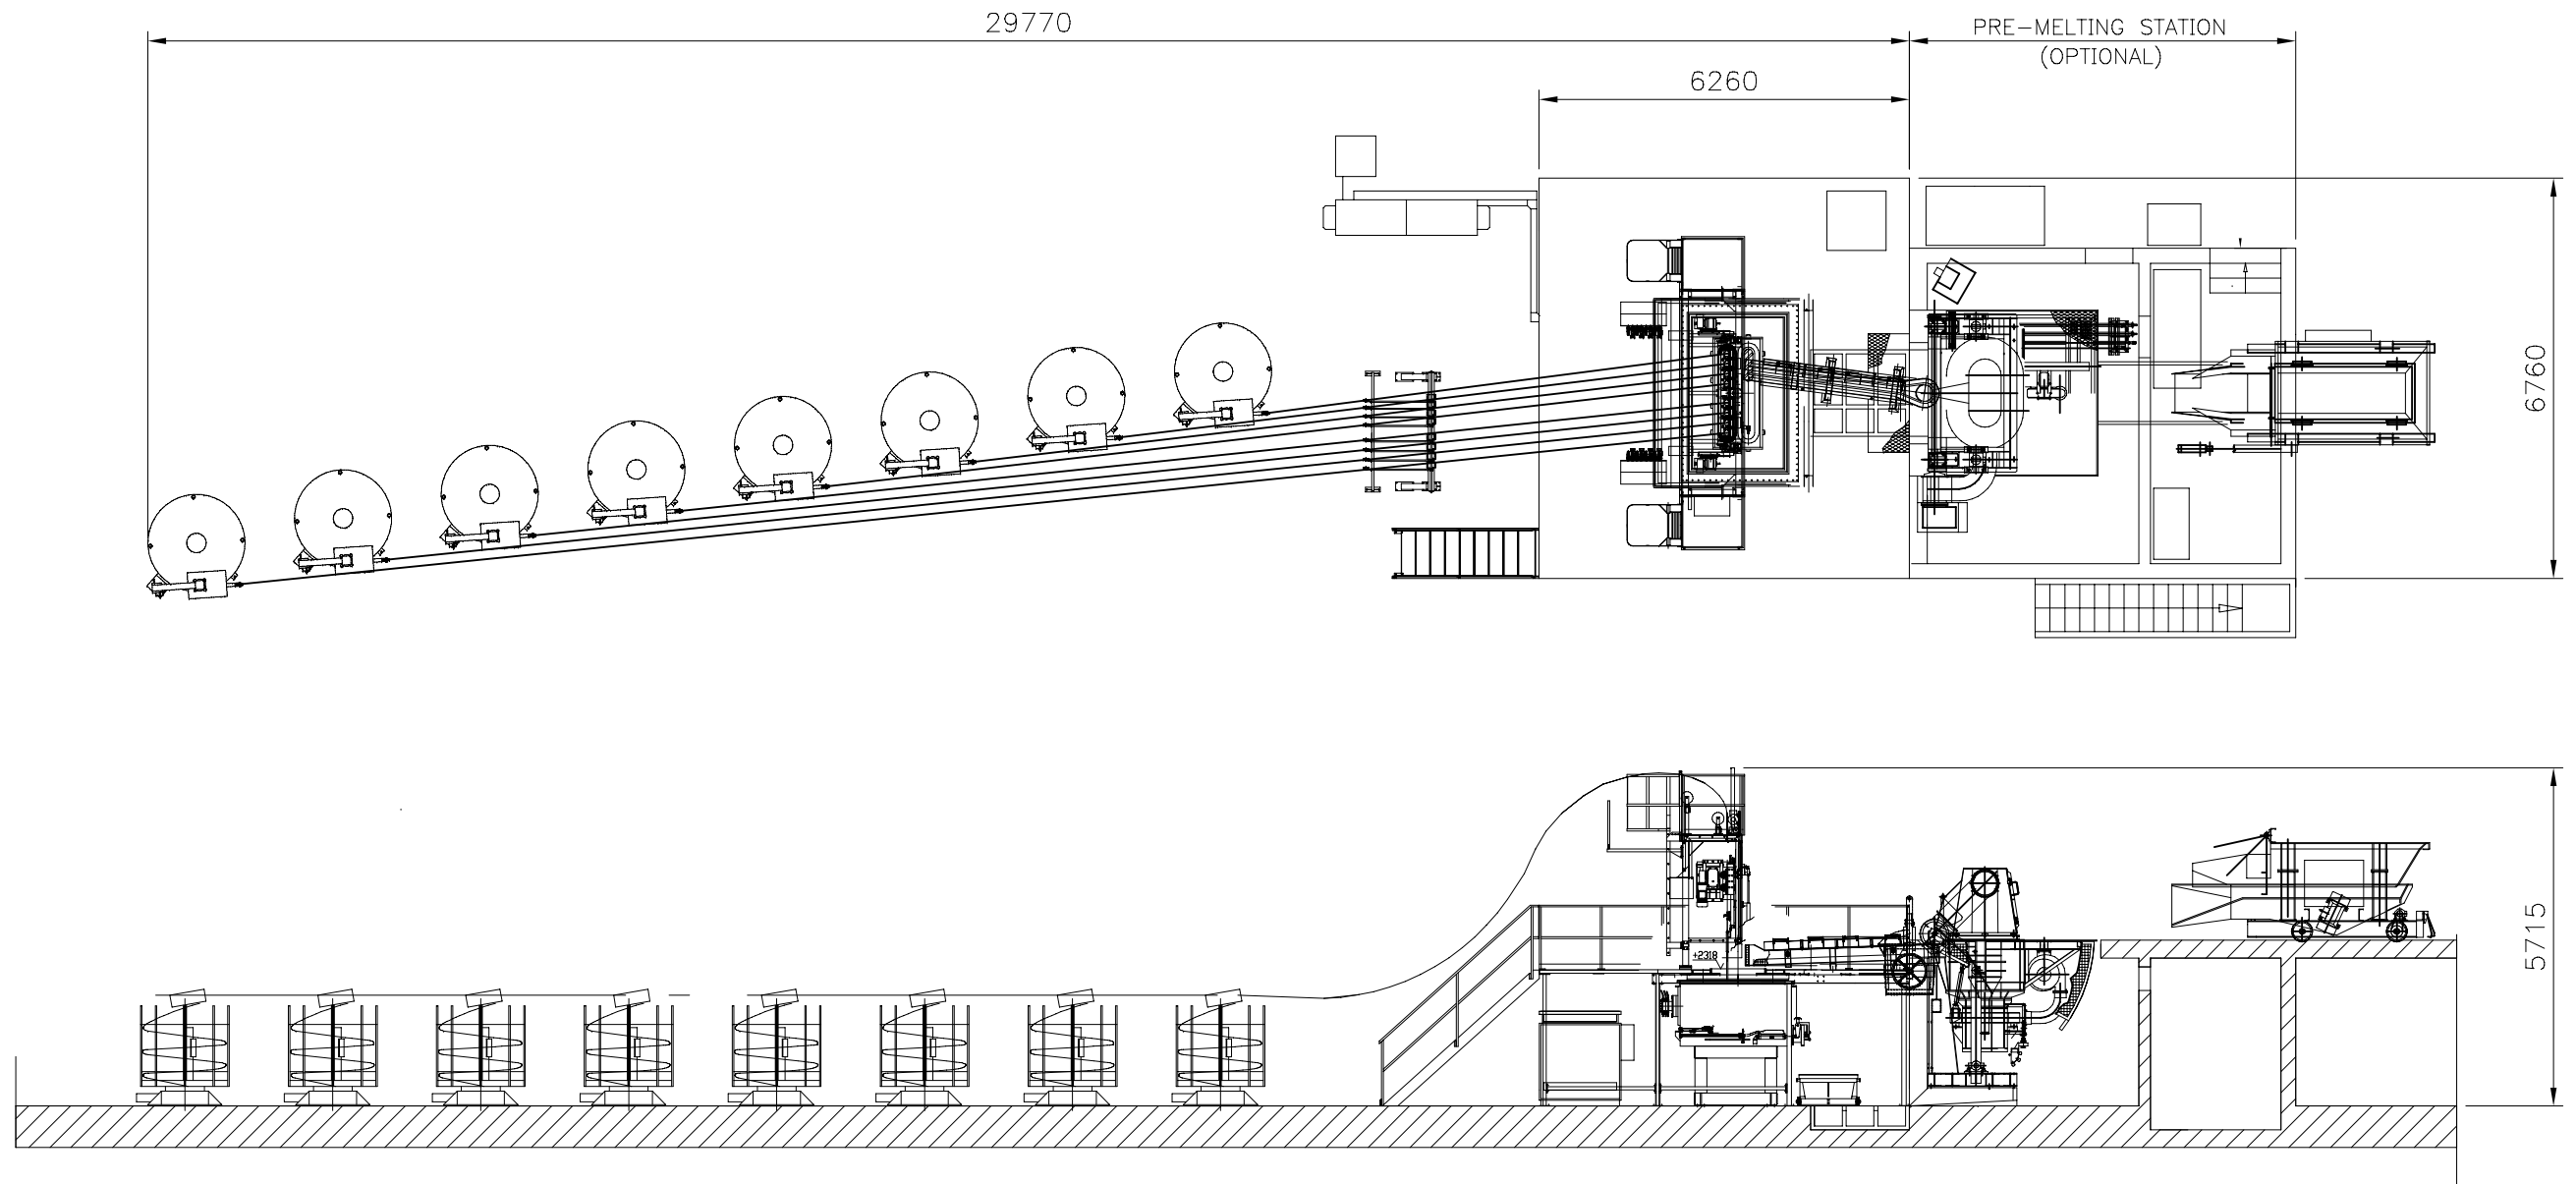 29770
PRE-MELTING STATION
(OPTIONAL)
6260
6760
5715
+2318